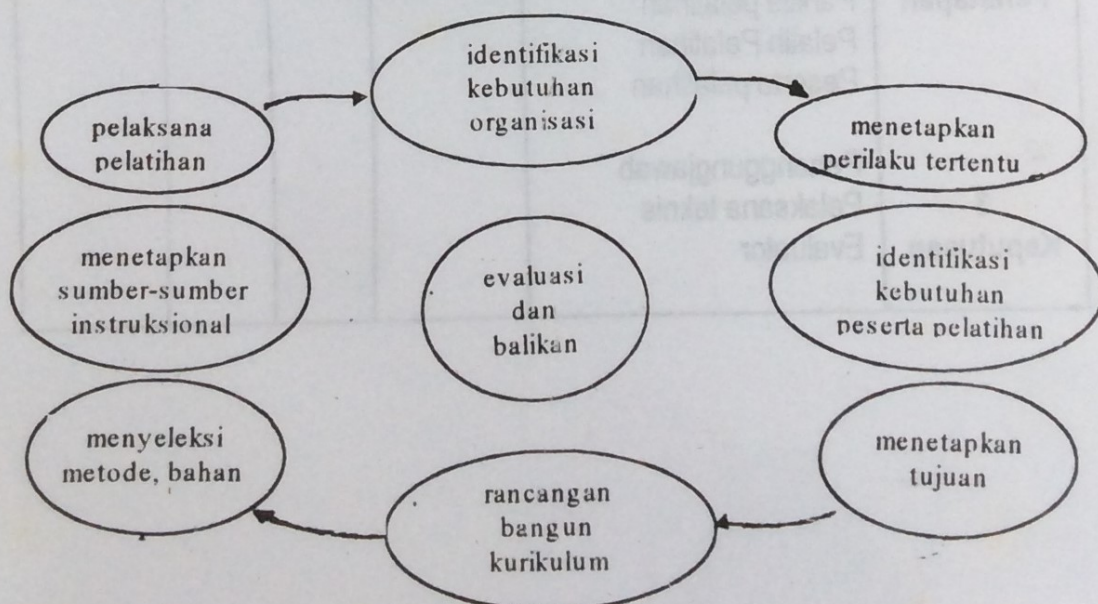 identifikasi
kebutuhan
organisasi
menetapkan
perilaku tertentu
identifikasi
kebutuhan
peserta pelatihan
menetapkan
tujuan
rancangan
bangun
kurikulum
menyeleksi
metode, bahan
menetapkan
sumber-sumber
instruksional
pelaksana
pelatihan
evaluasi
dan
balikan